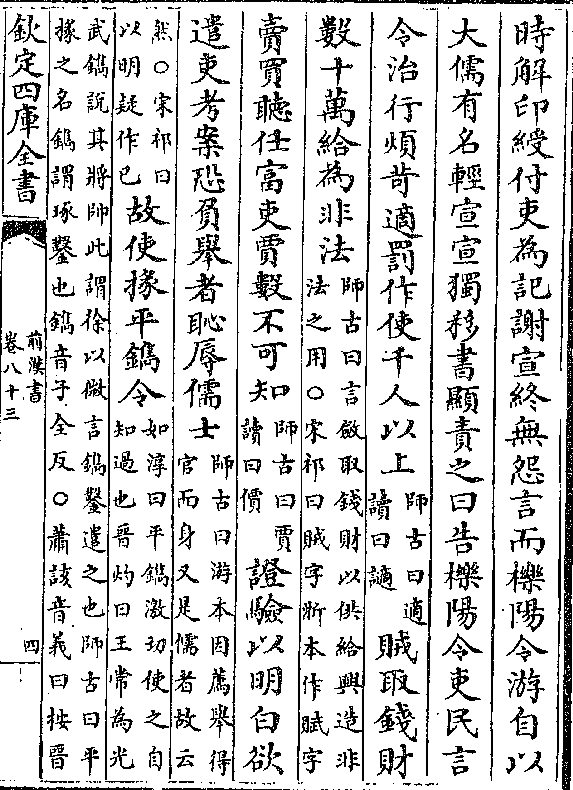 時解印綬付吏為記謝宣終無怨言而櫟陽令游自以
大儒有名輕宣宣獨移書顯責之曰告櫟陽令吏民言
令治行煩苛適罰作使千人以上師古曰適讀曰讁賊取錢財
數十萬給為非法師古曰言斂取錢財以供給興造非法之用○宋祁曰賊字浙本作賦字
賣買聽任富吏賈數不可知師古曰賈讀曰價證驗以明白欲
遣吏考案恐負舉者恥辱儒士師古曰游本因薦舉得官而身又是儒者故云
然○宋祁曰以明疑作已故使掾平鐫令如淳曰平鐫激切使之自知過也晉灼曰王常為光
武鐫說其將帥此謂徐以微言鐫鑿遣之也師古曰平
掾之名鐫謂琢鑿也鐫音子全反○蕭該音義曰按晉
欽定四庫全書
前漢書
卷八十三
四